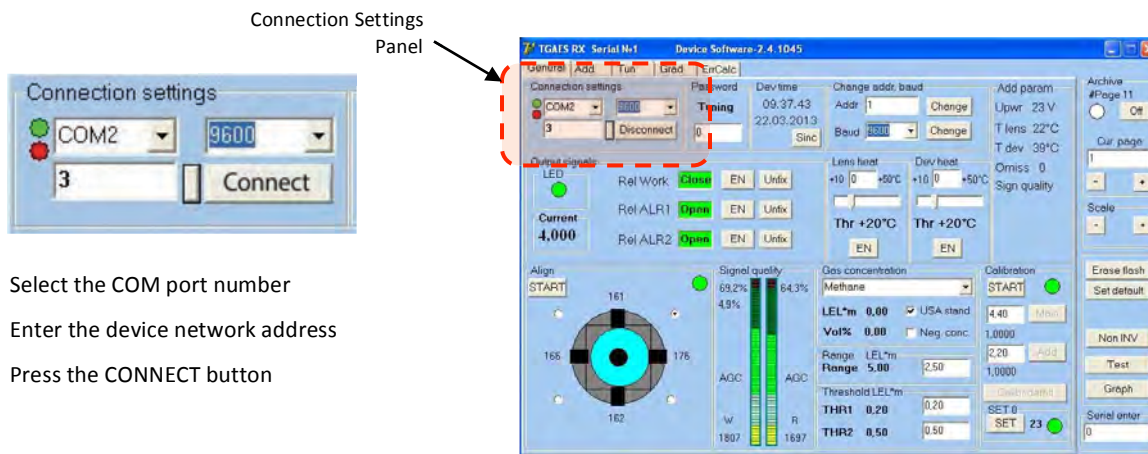 Connection Settings
Panel
Connection settings
COM2 9600
3 Connect
Select the COM port number
Enter the device network address
Press the CONNECT button
TGAES RX Serial №1 Device Software-2.4.1045
General Add Tun Grad ErrCalc
Connection settings
COM2 9600
3 Disconnect
Password
Tuning
0
Dev time
09.37.43
22.03.2013
Sinc
Change addr, baud
Addr 1 Change
Baud 9600 Change
Add param
Upwr 23 V
T lens 22°C
T dev 39°C
Omiss 0
Sign quality
Archive
#Page 11
Off
Cur. page
1
- +
Scale
- +
Output signals
LED
Current
4,000
Rel Work Close EN Unfix
Rel ALR1 Open EN Unfix
Rel ALR2 Open EN Unfix
Lens heat
+10 0 +50°C
Thr +20°C
EN
Dev heat
+10 0 +50°C
Thr +20°C
EN
Align
START
161
166 176
162
Signal quality
69,2% 64,3%
4,9%
AGC AGC
W R
1807 1697
Gas concentration
Methane
LEL*m 0,00 USA stand
Vol% 0,00 Neg. conc.
Range LEL*m
Range 5.00 2,50
Threshold LEL*m
THR1 0,20 0,20
THR2 0,50 0,50
Calibration
START
4,40 Main
1,0000
2,20 Add
1,0000
SET 0
SET 23
Erase flash
Set default
Non INV
Test
Graph
Serial enter
0